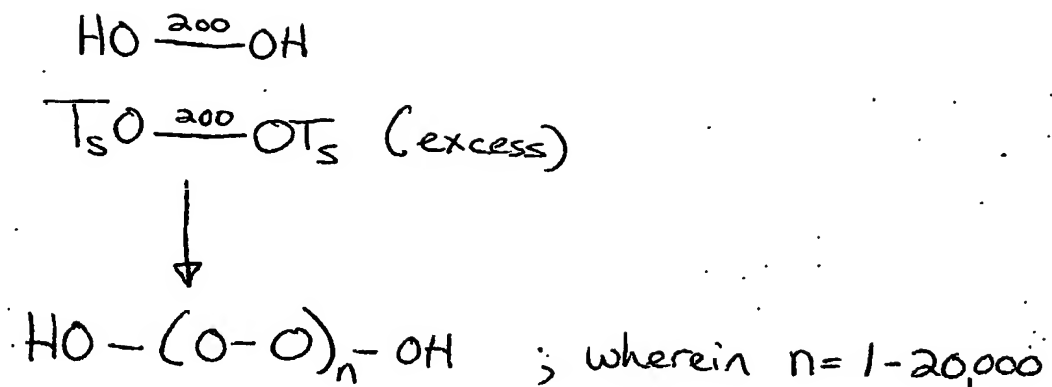 HO 200 OH
TsO 200 OTs (excess)
HO-(O-O)n-OH ; wherein n= 1-20,000